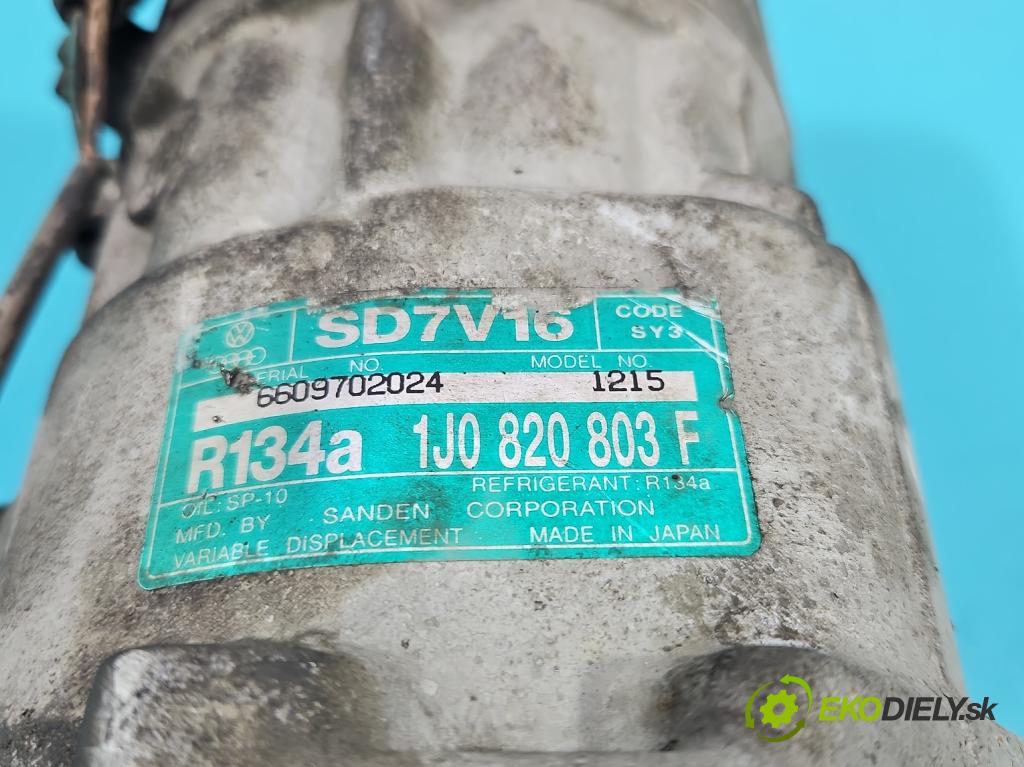 SD7V16
CODE
SY3
NO.
MODEL NO.
6609702024 1215
R134a 1J0 820 803 F
OIL: SP-10 REFRIGERANT: R134a
MFD. BY SANDEN CORPORATION
VARIABLE DISPLACEMENT MADE IN JAPAN
EKODIELY.sk